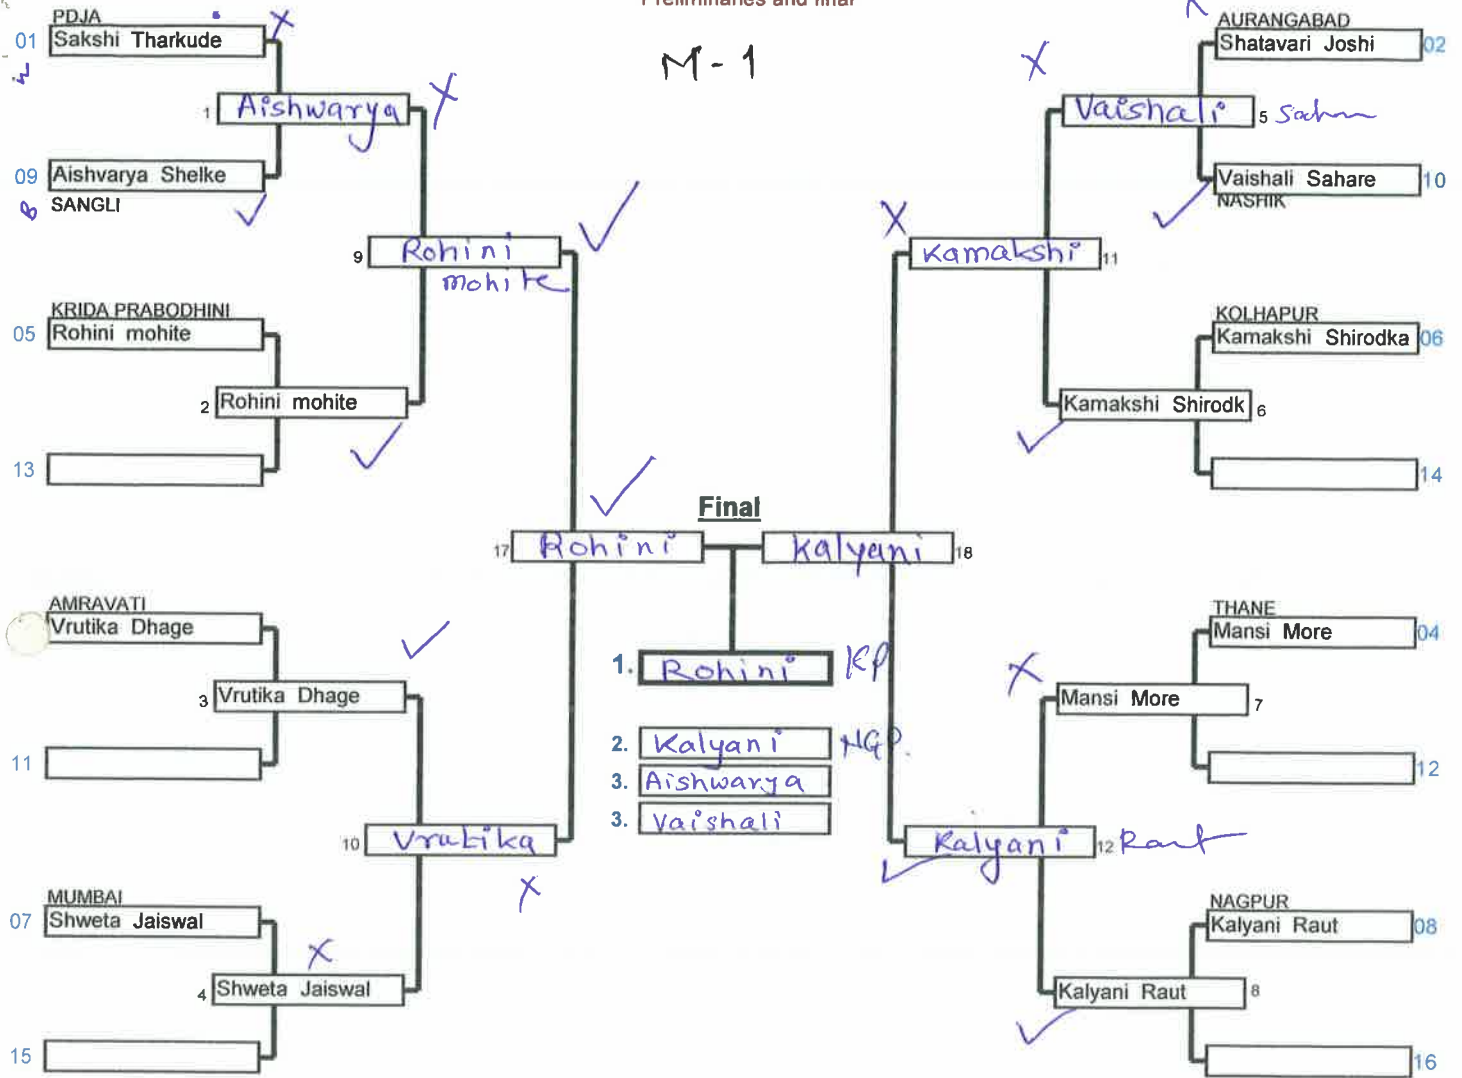 Preliminaries and final
M-1
PDJA
01 Sakshi Tharkude
1 Aishwarya
09 Aishvarya Shelke
SANGLI
9 Rohini
mohite
KRIDA PRABODHINI
05 Rohini mohite
2 Rohini mohite
13
17 Rohini
AMRAVATI
Vrutika Dhage
3 Vrutika Dhage
11
10 Vrutika
MUMBAI
07 Shweta Jaiswal
4 Shweta Jaiswal
15
Final
1. Rohini KP
2. Kalyani NGP.
3. Aishwarya
3. Vaishali
AURANGABAD
Shatavari Joshi 02
Vaishali 5
Vaishali Sahare 10
NASHIK
Kamakshi 11
KOLHAPUR
Kamakshi Shirodka 06
Kamakshi Shirodk 6
14
Kalyani 18
THANE
Mansi More 04
Mansi More 7
12
Kalyani 12 Raut
NAGPUR
Kalyani Raut 08
Kalyani Raut 8
16